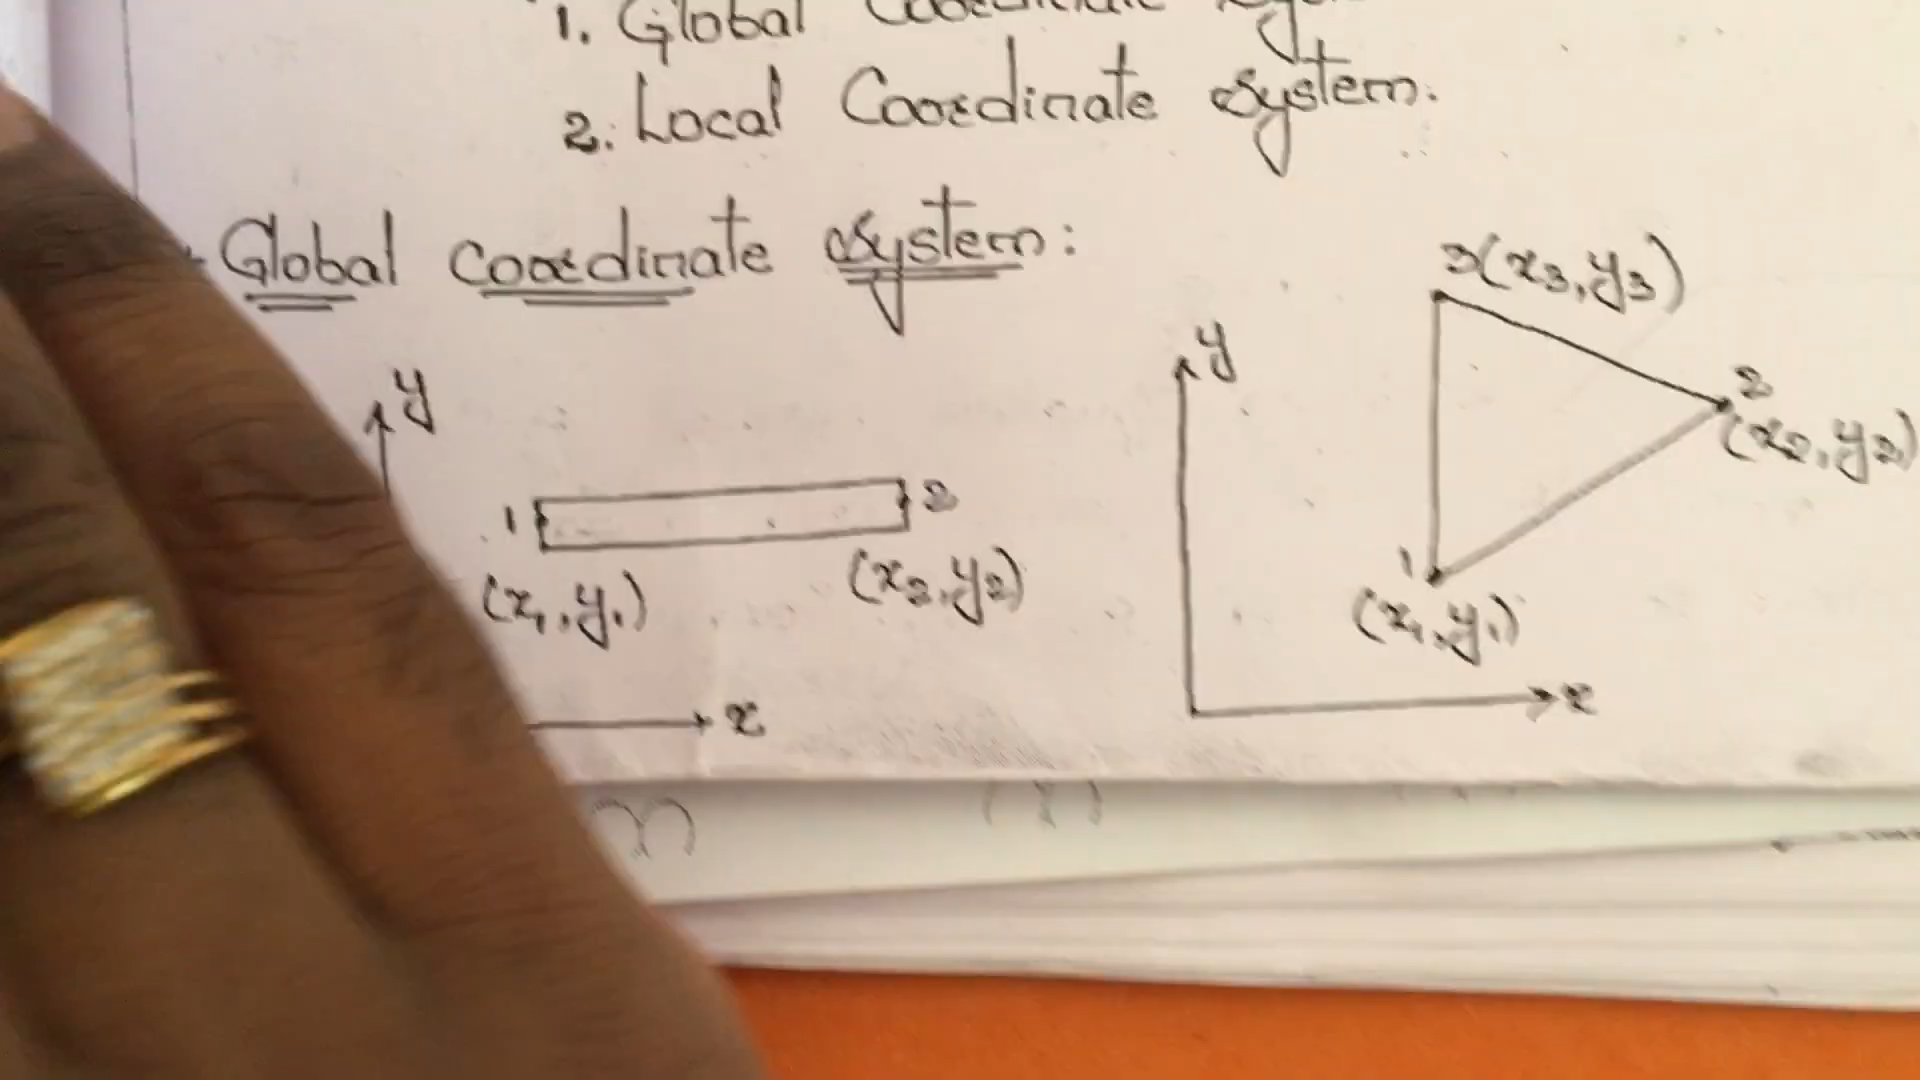 1. Global Coordinate
2. Local Coordinate System.
Global coordinate system:
y
1
2
(x1, y1)
(x2, y2)
x
y
3(x3, y3)
2
(x2, y2)
1
(x1, y1)
x